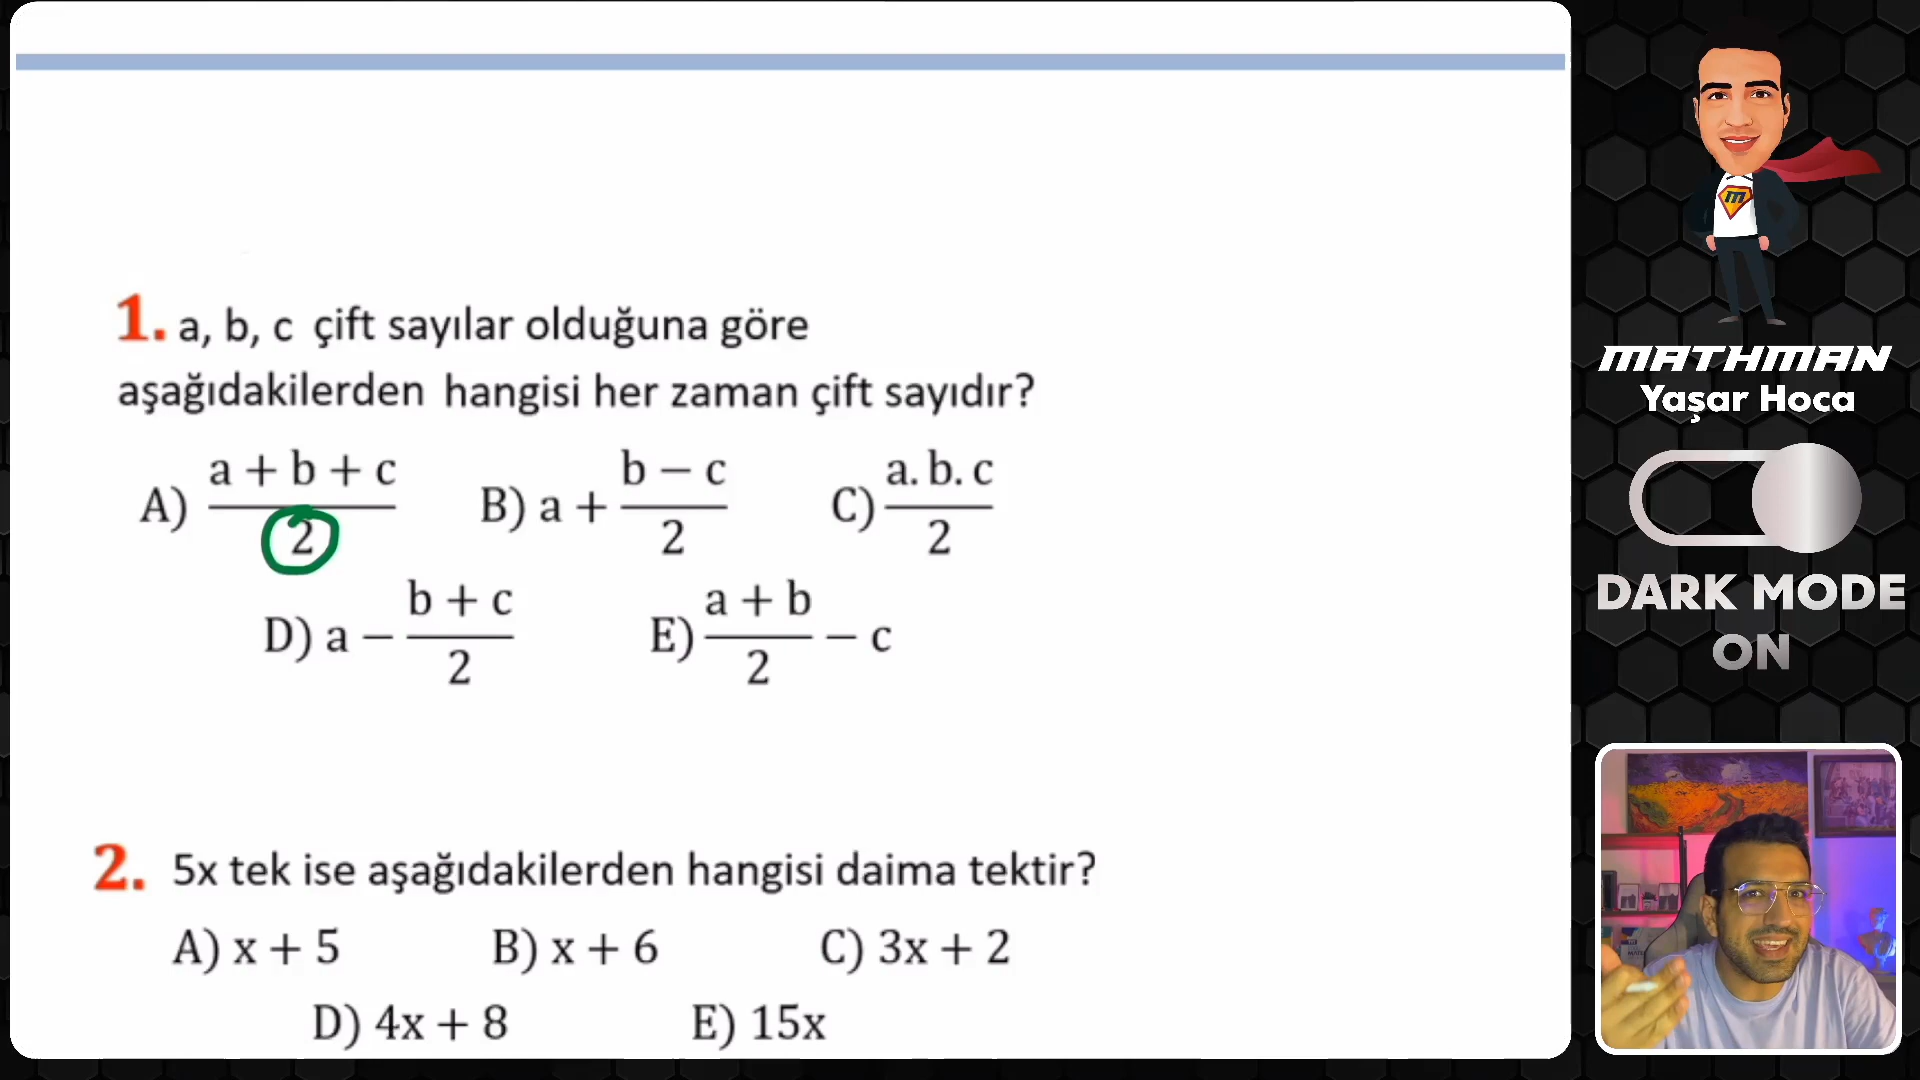 1. a, b, c çift sayılar olduğuna göre
aşağıdakilerden hangisi her zaman çift sayıdır?
A) (a + b + c)/2 B) a + (b − c)/2 C) (a. b. c)/2
D) a − (b + c)/2 E) (a + b)/2 − c
2. 5x tek ise aşağıdakilerden hangisi daima tektir?
A) x + 5 B) x + 6 C) 3x + 2
D) 4x + 8 E) 15x
m
MATHMAN
Yaşar Hoca
DARK MODE
ON